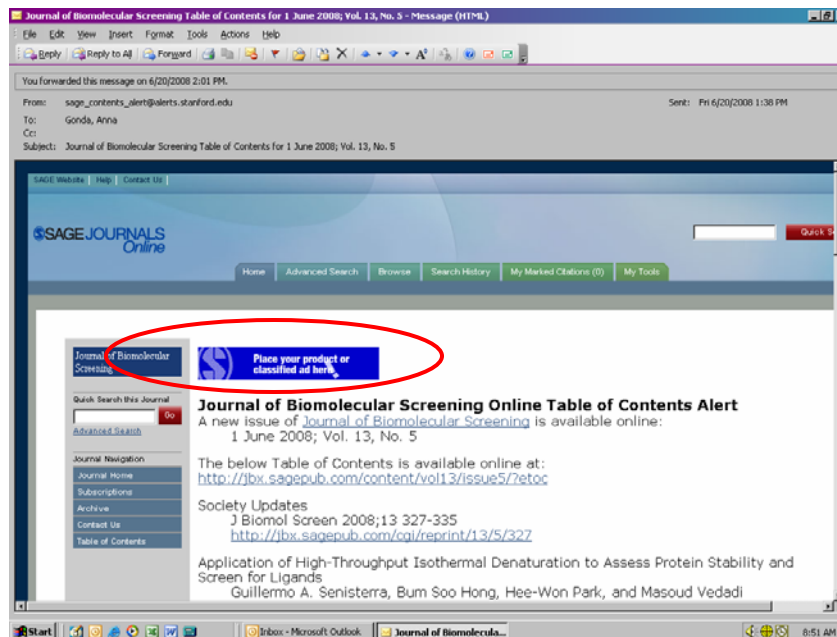 Journal of Biomolecular Screening Table of Contents for 1 June 2008; Vol. 13, No. 5 - Message (HTML)
File Edit View Insert Format Tools Actions Help
Reply Reply to All Forward
You forwarded this message on 6/20/2008 2:01 PM.
From: sage_contents_alert@alerts.stanford.edu Sent: Fri 6/20/2008 1:38 PM
To: Gonda, Anna
Cc:
Subject: Journal of Biomolecular Screening Table of Contents for 1 June 2008; Vol. 13, No. 5
SAGE Website Help Contact Us
SAGE JOURNALS
Online
Quick S
Home Advanced Search Browse Search History My Marked Citations (0) My Tools
Journal of Biomolecular
Screening
Place your product or
classified ad here.
Quick Search this Journal
Go
Advanced Search
Journal Navigation
Journal Home
Subscriptions
Archive
Contact Us
Table of Contents
Journal of Biomolecular Screening Online Table of Contents Alert
A new issue of Journal of Biomolecular Screening is available online:
1 June 2008; Vol. 13, No. 5
The below Table of Contents is available online at:
http://jbx.sagepub.com/content/vol13/issue5/?etoc
Society Updates
J Biomol Screen 2008;13 327-335
http://jbx.sagepub.com/cgi/reprint/13/5/327
Application of High-Throughput Isothermal Denaturation to Assess Protein Stability and
Screen for Ligands
Guillermo A. Senisterra, Bum Soo Hong, Hee-Won Park, and Masoud Vedadi
Start Inbox - Microsoft Outlook Journal of Biomolecula... 8:51 AM